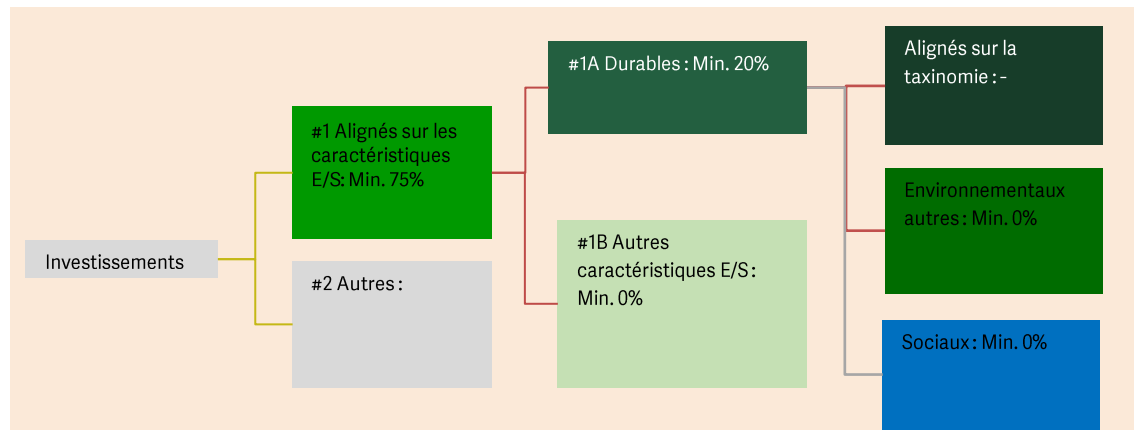 Investissements
#1 Alignés sur les
caractéristiques
E/S: Min. 75%
#2 Autres :
#1A Durables : Min. 20%
#1B Autres
caractéristiques E/S :
Min. 0%
Alignés sur la
taxinomie : -
Environnementaux
autres : Min. 0%
Sociaux : Min. 0%